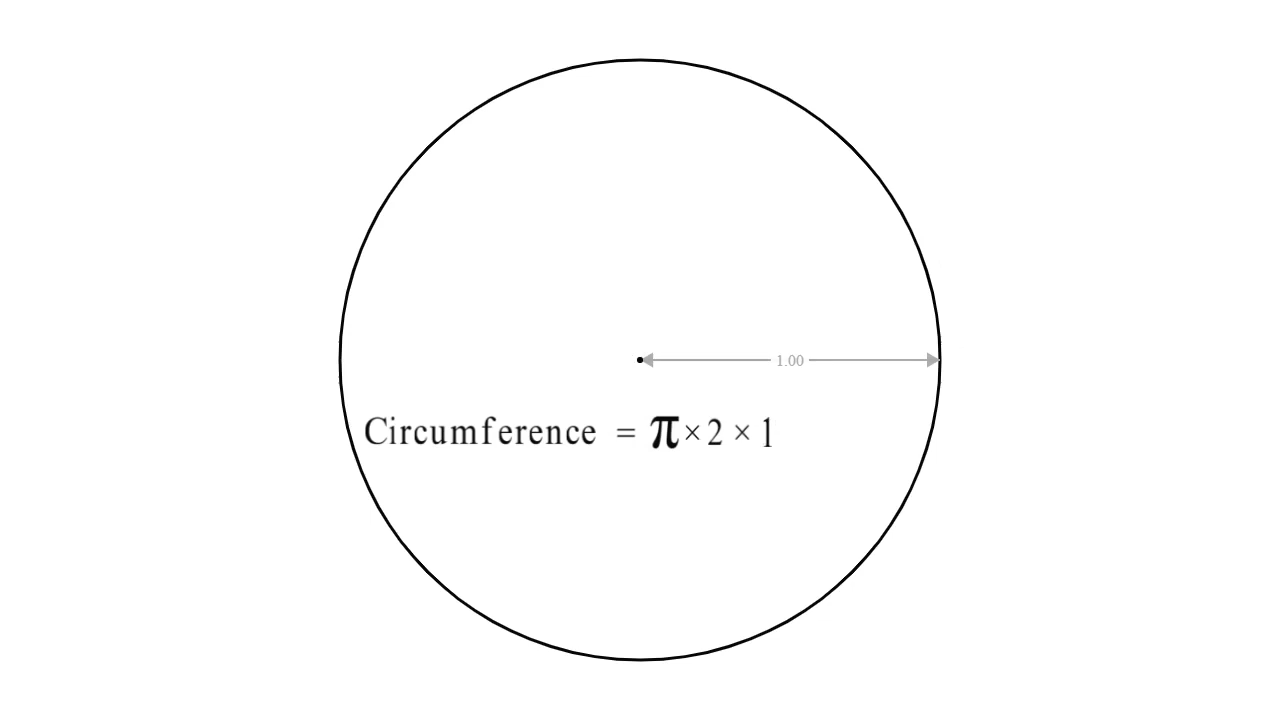 1.00
Circumference = π × 2 × 1